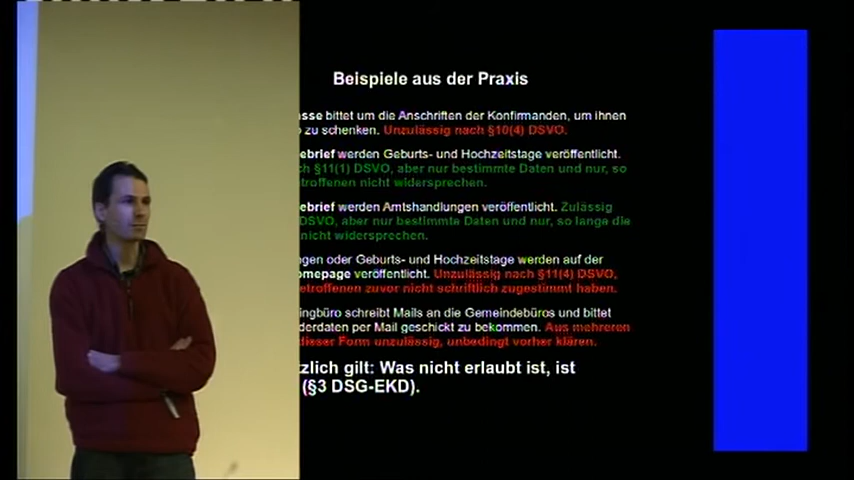 Beispiele aus der Praxis
sse bittet um die Anschriften der Konfirmanden, um ihnen
zu schenken. Unzulässig nach §10(4) DSVO.
ebrief werden Geburts- und Hochzeitstage veröffentlicht.
ch §11(1) DSVO, aber nur bestimmte Daten und nur, so
troffenen nicht widersprechen.
ebrief werden Amtshandlungen veröffentlicht. Zulässig
DSVO, aber nur bestimmte Daten und nur, so lange die
nicht widersprechen.
ngen oder Geburts- und Hochzeitstage werden auf der
omepage veröffentlicht. Unzulässig nach §11(4) DSVO,
etroffenen zuvor nicht schriftlich zugestimmt haben.
ingbüro schreibt Mails an die Gemeindebüros und bittet
derdaten per Mail geschickt zu bekommen. Aus mehreren
dieser Form unzulässig, unbedingt vorher klären.
zlich gilt: Was nicht erlaubt ist, ist
(§3 DSG-EKD).